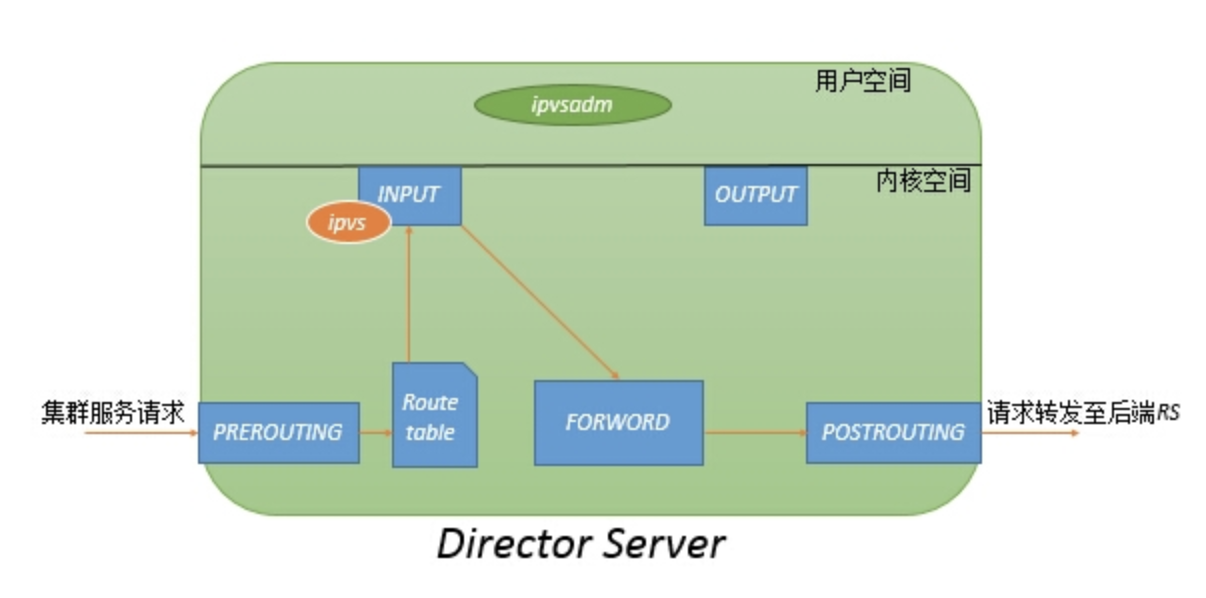 用户空间
ipvsadm
内核空间
INPUT
OUTPUT
ipvs
集群服务请求
PREROUTING
Route
table
FORWORD
POSTROUTING
请求转发至后端RS
Director Server